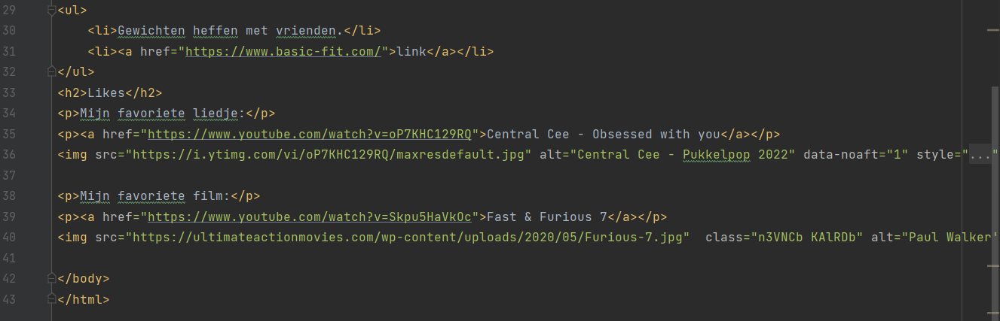 29 <ul>
30 <li>Gewichten heffen met vrienden.</li>
31 <li><a href="https://www.basic-fit.com/">link</a></li>
32 </ul>
33 <h2>Likes</h2>
34 <p>Mijn favoriete liedje:</p>
35 <p><a href="https://www.youtube.com/watch?v=oP7KHC129RQ">Central Cee - Obsessed with you</a></p>
36 <img src="https://i.ytimg.com/vi/oP7KHC129RQ/maxresdefault.jpg" alt="Central Cee - Pukkelpop 2022" data-noaft="1" style="..."
37
38 <p>Mijn favoriete film:</p>
39 <p><a href="https://www.youtube.com/watch?v=Skpu5HaVkOc">Fast & Furious 7</a></p>
40 <img src="https://ultimateactionmovies.com/wp-content/uploads/2020/05/Furious-7.jpg"  class="n3VNCb KAlRDb" alt="Paul Walker'
41
42 </body>
43 </html>